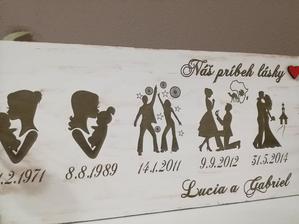 Náš príbeh lásky
.2.1971 8.8.1989 14.1.2011 9.9.2012 31.5.2014
Lucia a Gabriel